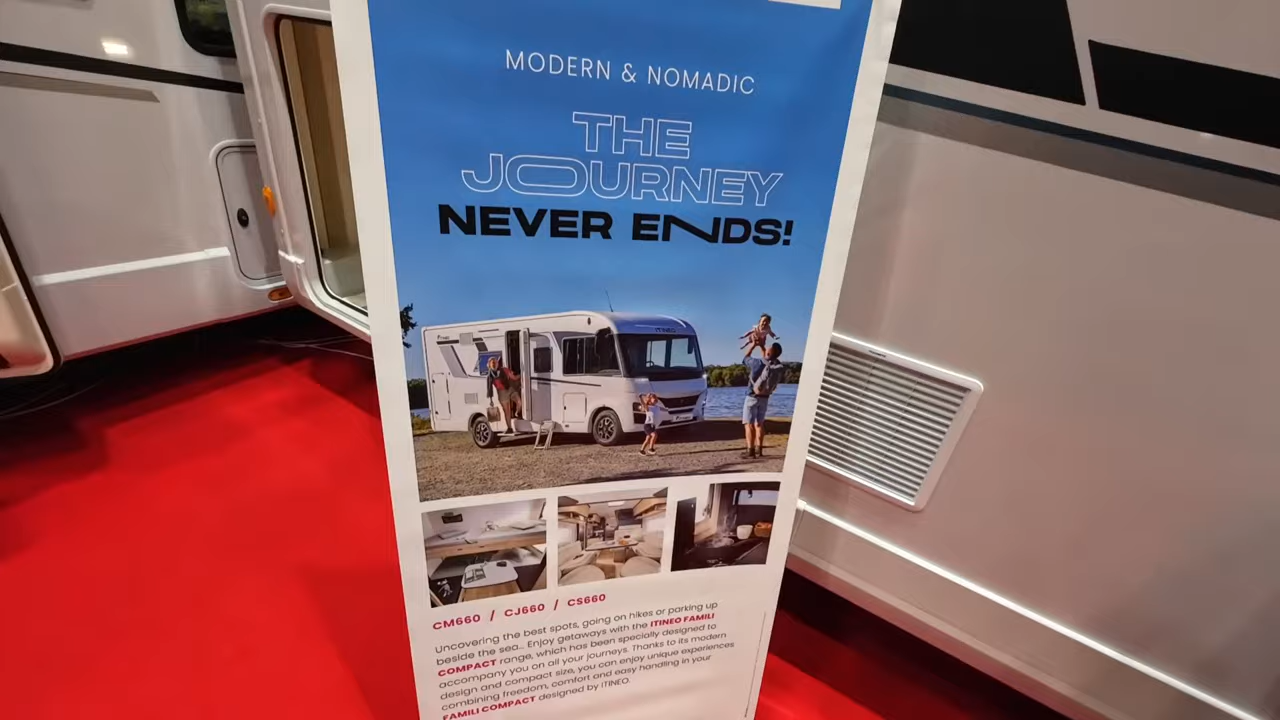 MODERN & NOMADIC
THE
JOURNEY
NEVER ENDS!
ITINEO
CM660 / CJ660 / CS660
Uncovering the best spots, going on hikes or parking up
beside the sea... Enjoy getaways with the ITINEO FAMILI
COMPACT range, which has been specially designed to
accompany you on all your journeys. Thanks to its modern
design and compact size, you can enjoy unique experiences
combining freedom, comfort and easy handling in your
FAMILI COMPACT designed by ITINEO.